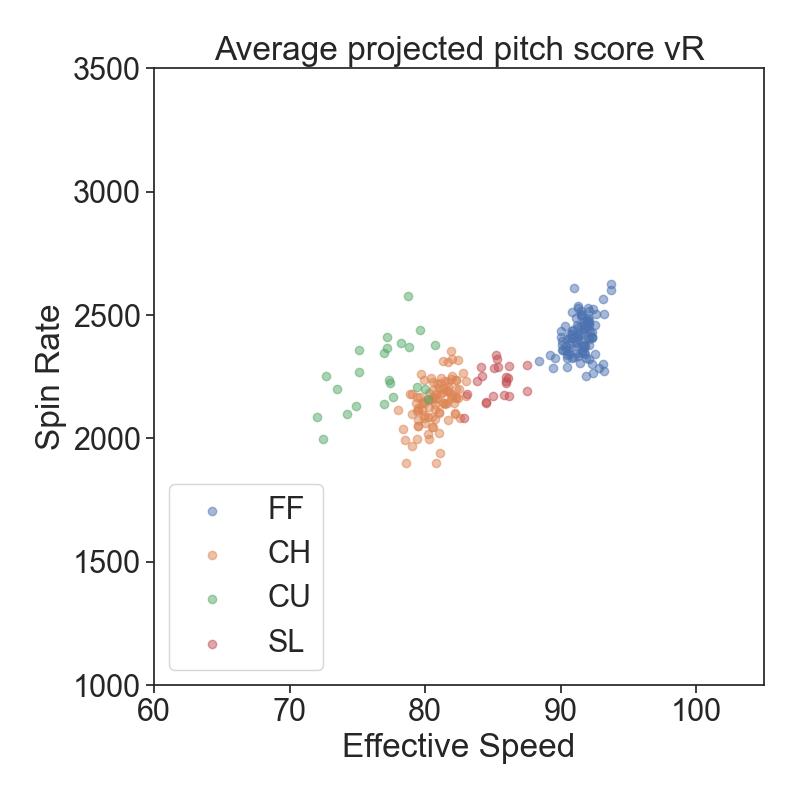 Average projected pitch score vR
3500
3000
2500
2000
1500
1000
Spin Rate
FF
CH
CU
SL
60 70 80 90 100
Effective Speed